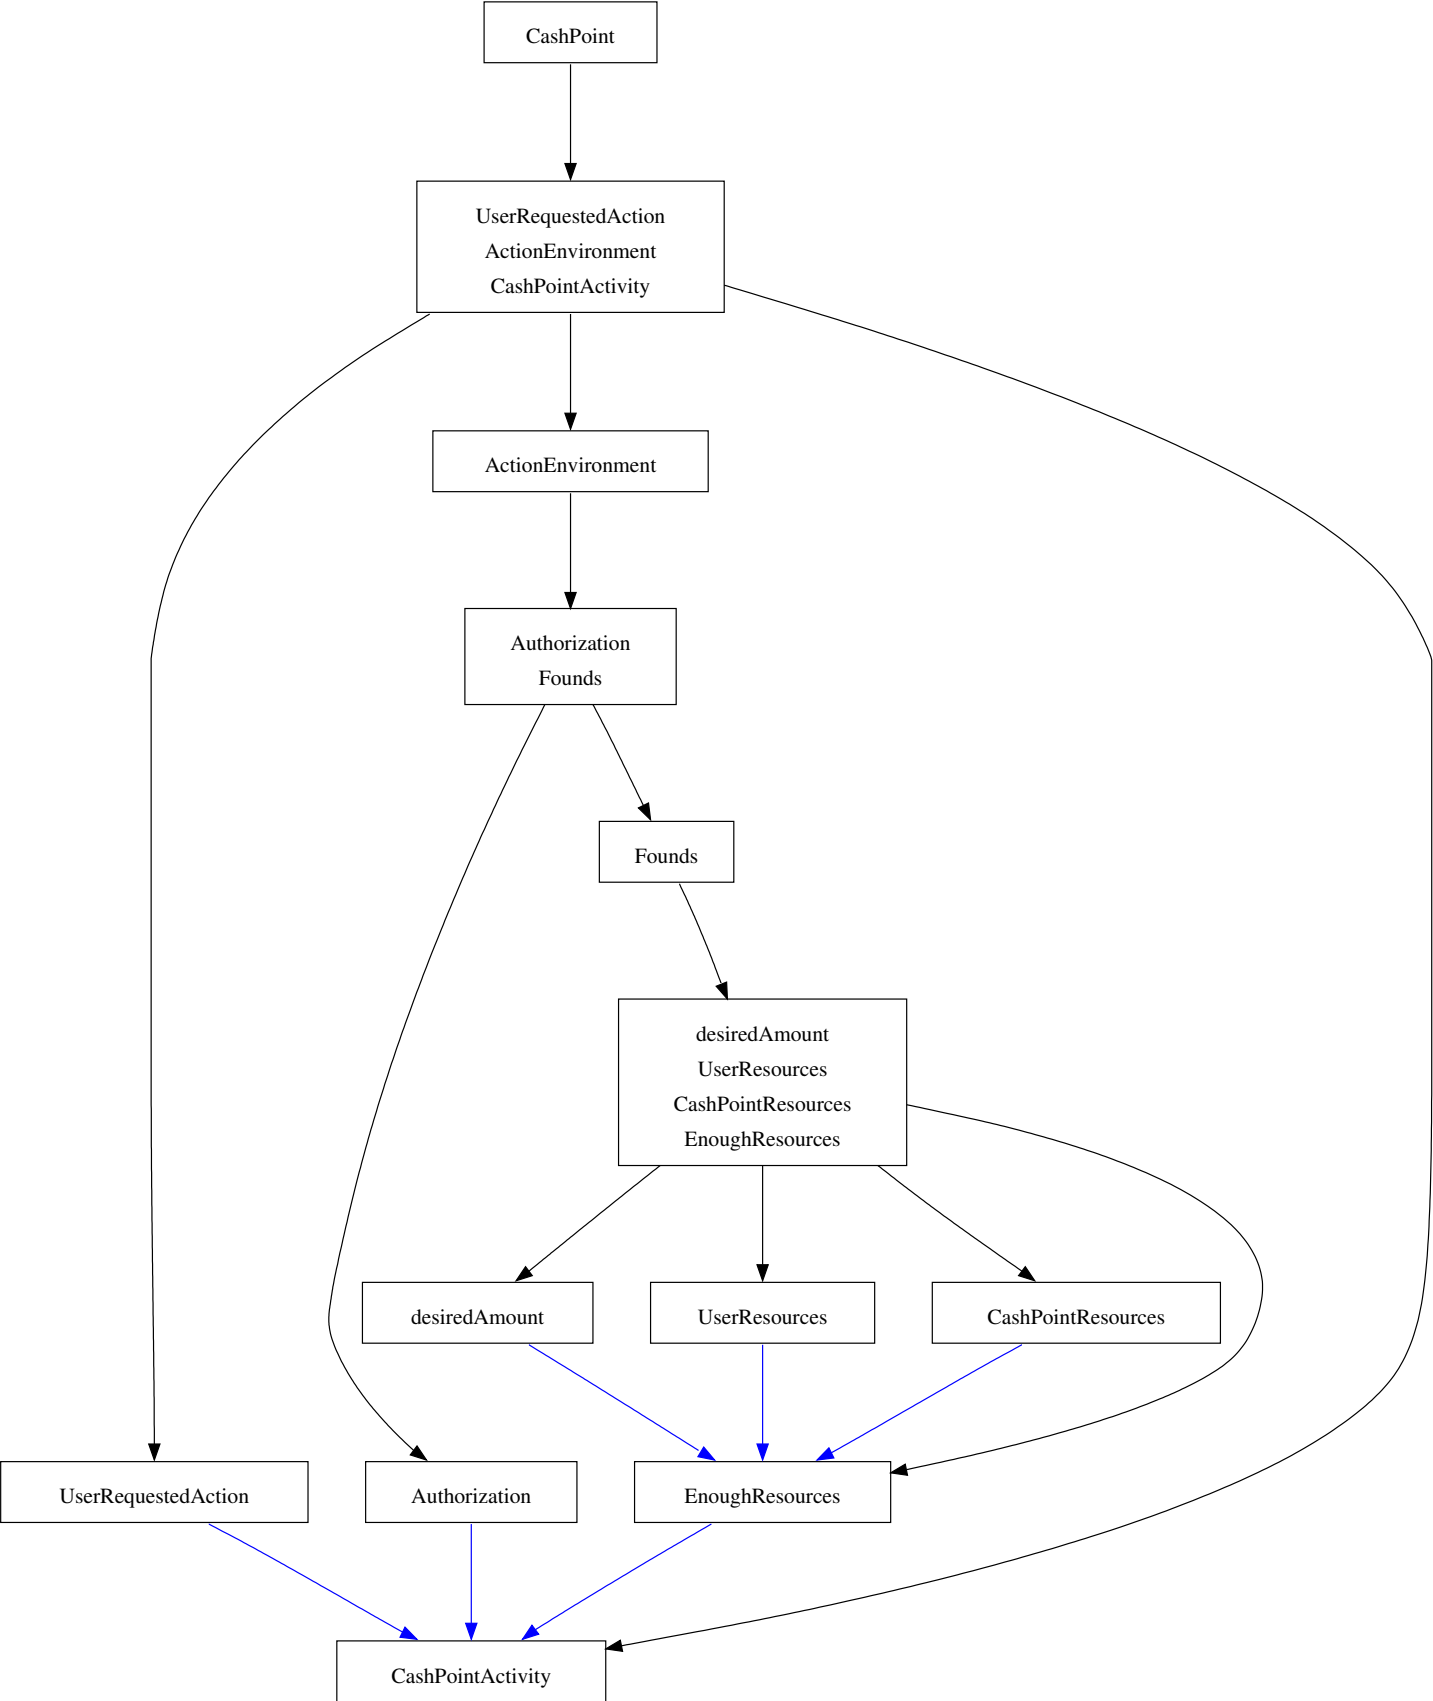 CashPoint
UserRequestedAction
ActionEnvironment
CashPointActivity
ActionEnvironment
Authorization
Founds
Founds
desiredAmount
UserResources
CashPointResources
EnoughResources
desiredAmount
UserResources
CashPointResources
UserRequestedAction
Authorization
EnoughResources
CashPointActivity